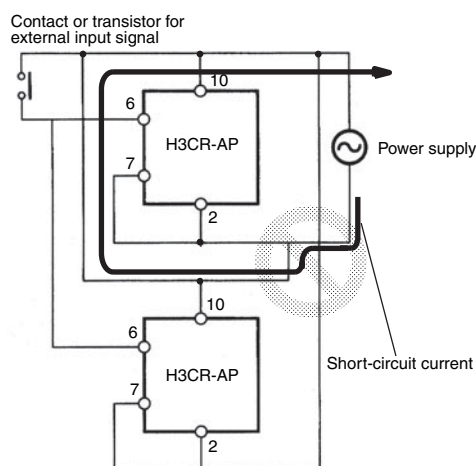 Contact or transistor for
external input signal
10
6
H3CR-AP
Power supply
7
2
10
6
Short-circuit current
H3CR-AP
7
2